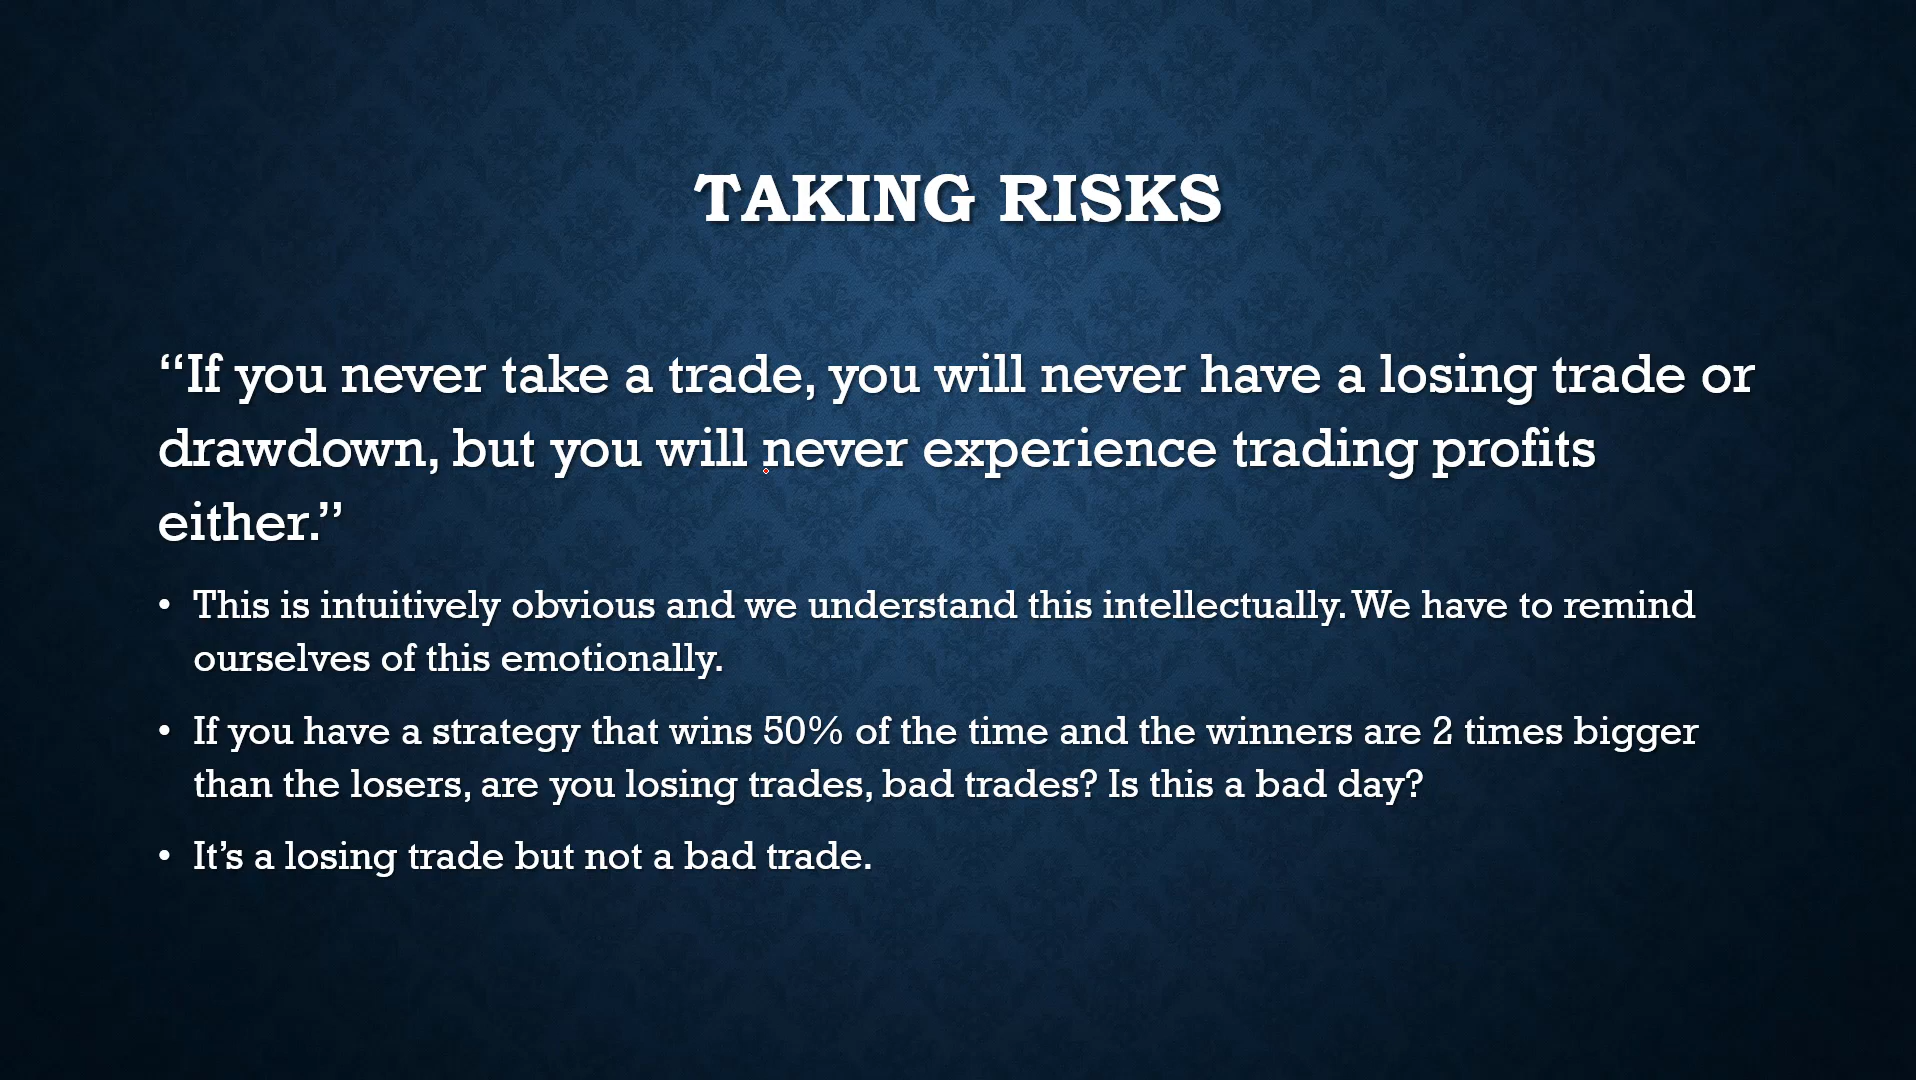 TAKING RISKS
“If you never take a trade, you will never have a losing trade or
drawdown, but you will never experience trading profits
either.”
• This is intuitively obvious and we understand this intellectually. We have to remind
ourselves of this emotionally.
• If you have a strategy that wins 50% of the time and the winners are 2 times bigger
than the losers, are you losing trades, bad trades? Is this a bad day?
• It’s a losing trade but not a bad trade.